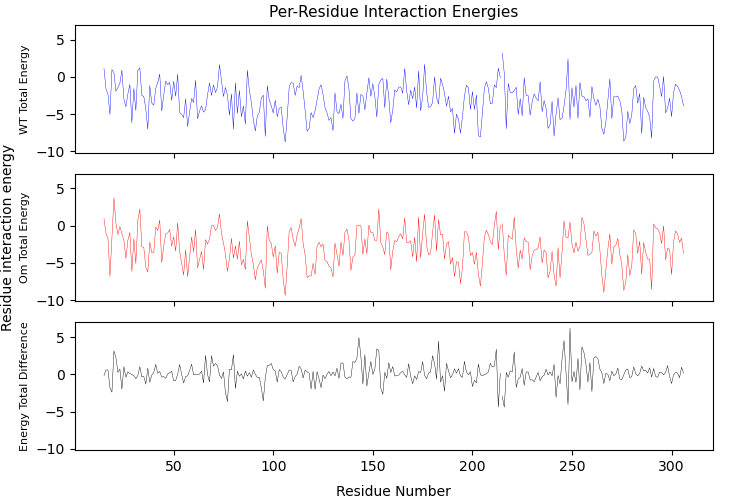 Per-Residue Interaction Energies
Residue interaction energy
WT Total Energy
5
0
−5
−10
Om Total Energy
5
0
−5
−10
Energy Total Difference
5
0
−5
−10
50 100 150 200 250 300
Residue Number